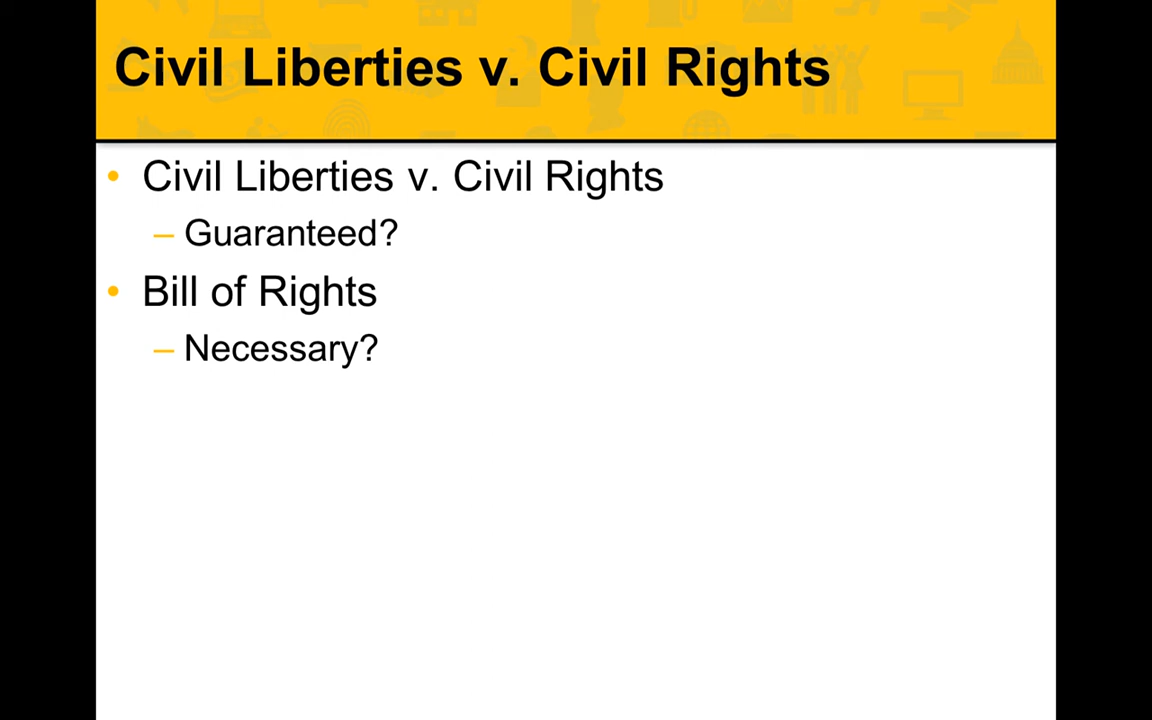 Civil Liberties v. Civil Rights
• Civil Liberties v. Civil Rights
– Guaranteed?
• Bill of Rights
– Necessary?